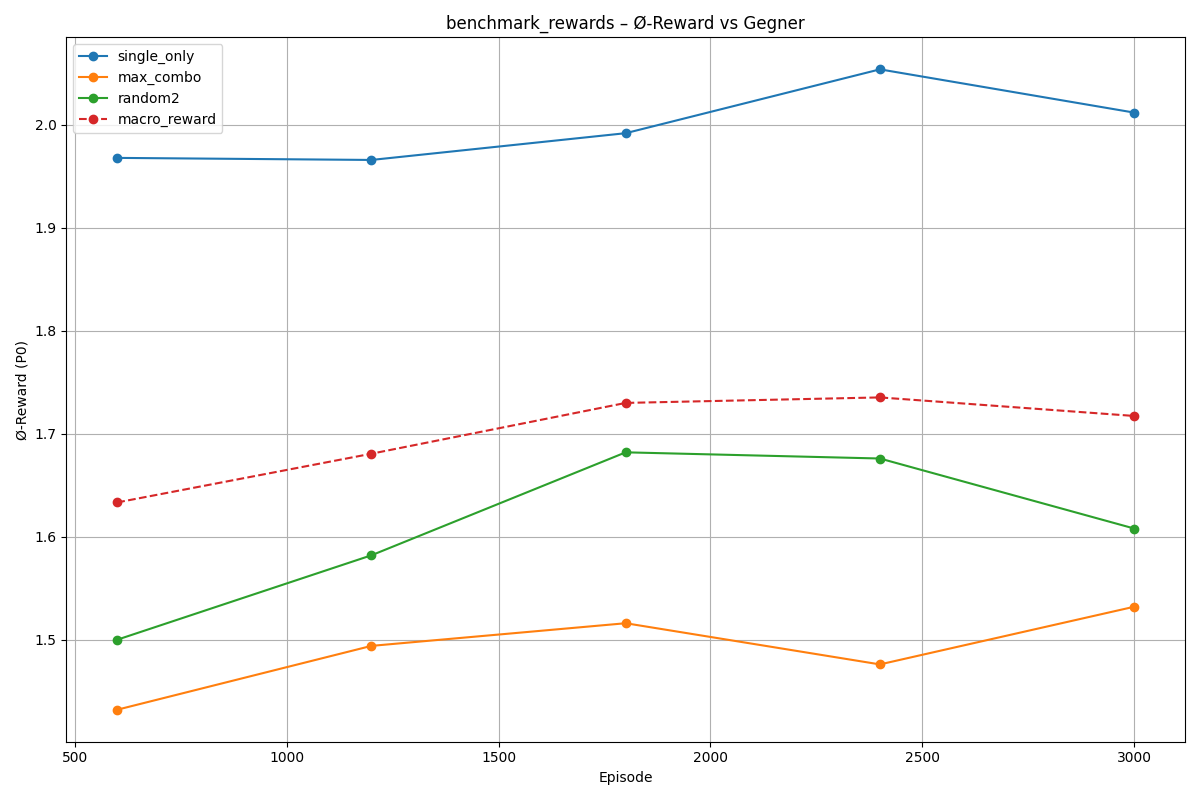 benchmark_rewards – Ø-Reward vs Gegner
single_only
max_combo
random2
macro_reward
Ø-Reward (P0)
2.0
1.9
1.8
1.7
1.6
1.5
500 1000 1500 2000 2500 3000
Episode